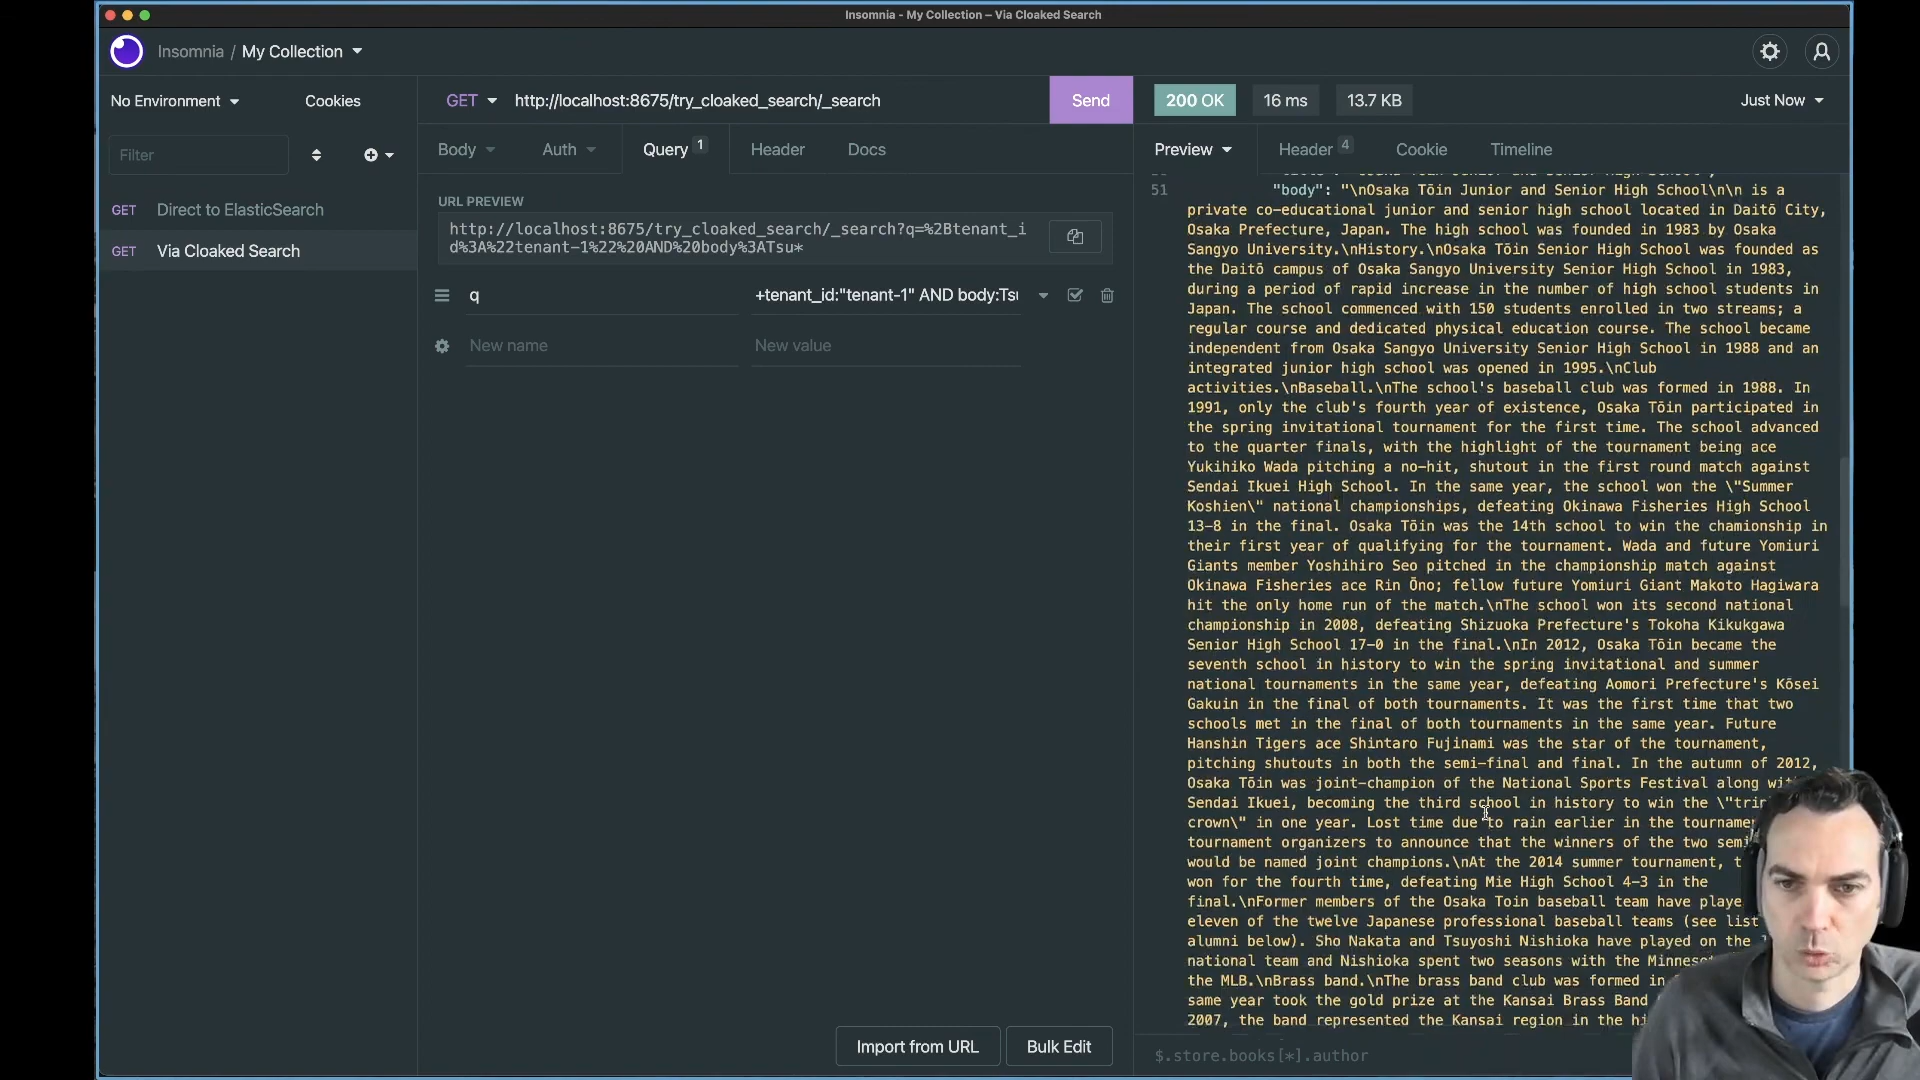 Insomnia - My Collection – Via Cloaked Search
Insomnia / My Collection
No Environment
Cookies
GET
http://localhost:8675/try_cloaked_search/_search
Send
200 OK
16 ms
13.7 KB
Just Now
Filter
Body
Auth
Query 1
Header
Docs
Preview
Header 4
Cookie
Timeline
GET Direct to ElasticSearch
GET Via Cloaked Search
URL PREVIEW
http://localhost:8675/try_cloaked_search/_search?q=%2Btenant_i
d%3A%22tenant-1%22%20AND%20body%3ATsu*
q
+tenant_id:"tenant-1" AND body:Tsu
New name
New value
Import from URL
Bulk Edit
51 "body": "\nOsaka Tōin Junior and Senior High School\n\n is a
private co-educational junior and senior high school located in Daitō City,
Osaka Prefecture, Japan. The high school was founded in 1983 by Osaka
Sangyo University.\nHistory.\nOsaka Tōin Senior High School was founded as
the Daitō campus of Osaka Sangyo University Senior High School in 1983,
during a period of rapid increase in the number of high school students in
Japan. The school commenced with 150 students enrolled in two streams; a
regular course and dedicated physical education course. The school became
independent from Osaka Sangyo University Senior High School in 1988 and an
integrated junior high school was opened in 1995.\nClub
activities.\nBaseball.\nThe school's baseball club was formed in 1988. In
1991, only the club's fourth year of existence, Osaka Tōin participated in
the spring invitational tournament for the first time. The school advanced
to the quarter finals, with the highlight of the tournament being ace
Yukihiko Wada pitching a no-hit, shutout in the first round match against
Sendai Ikuei High School. In the same year, the school won the \"Summer
Koshien\" national championships, defeating Okinawa Fisheries High School
13–8 in the final. Osaka Tōin was the 14th school to win the chamionship in
their first year of qualifying for the tournament. Wada and future Yomiuri
Giants member Yoshihiro Seo pitched in the championship match against
Okinawa Fisheries ace Rin Ōno; fellow future Yomiuri Giant Makoto Hagiwara
hit the only home run of the match.\nThe school won its second national
championship in 2008, defeating Shizuoka Prefecture's Tokoha Kikukgawa
Senior High School 17–0 in the final.\nIn 2012, Osaka Tōin became the
seventh school in history to win the spring invitational and summer
national tournaments in the same year, defeating Aomori Prefecture's Kōsei
Gakuin in the final of both tournaments. It was the first time that two
schools met in the final of both tournaments in the same year. Future
Hanshin Tigers ace Shintaro Fujinami was the star of the tournament,
pitching shutouts in both the semi-final and final. In the autumn of 2012,
Osaka Tōin was joint-champion of the National Sports Festival along wit
Sendai Ikuei, becoming the third school in history to win the \"tri
crown\" in one year. Lost time due to rain earlier in the tourname
tournament organizers to announce that the winners of the two semi
would be named joint champions.\nAt the 2014 summer tournament, t
won for the fourth time, defeating Mie High School 4–3 in the
final.\nFormer members of the Osaka Toin baseball team have playe
eleven of the twelve Japanese professional baseball teams (see list
alumni below). Sho Nakata and Tsuyoshi Nishioka have played on the
national team and Nishioka spent two seasons with the Minneso
the MLB.\nBrass band.\nThe brass band club was formed in
same year took the gold prize at the Kansai Brass Band
2007, the band represented the Kansai region in the hi
$.store.books[*].author